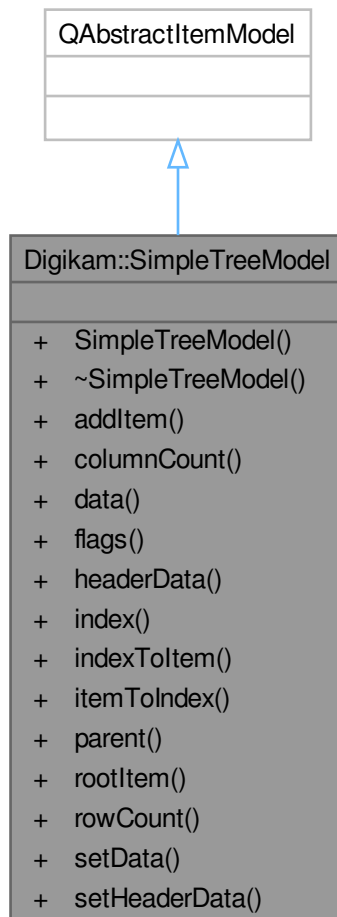 QAbstractItemModel
Digikam::SimpleTreeModel
+ SimpleTreeModel()
+ ~SimpleTreeModel()
+ addItem()
+ columnCount()
+ data()
+ flags()
+ headerData()
+ index()
+ indexToItem()
+ itemToIndex()
+ parent()
+ rootItem()
+ rowCount()
+ setData()
+ setHeaderData()